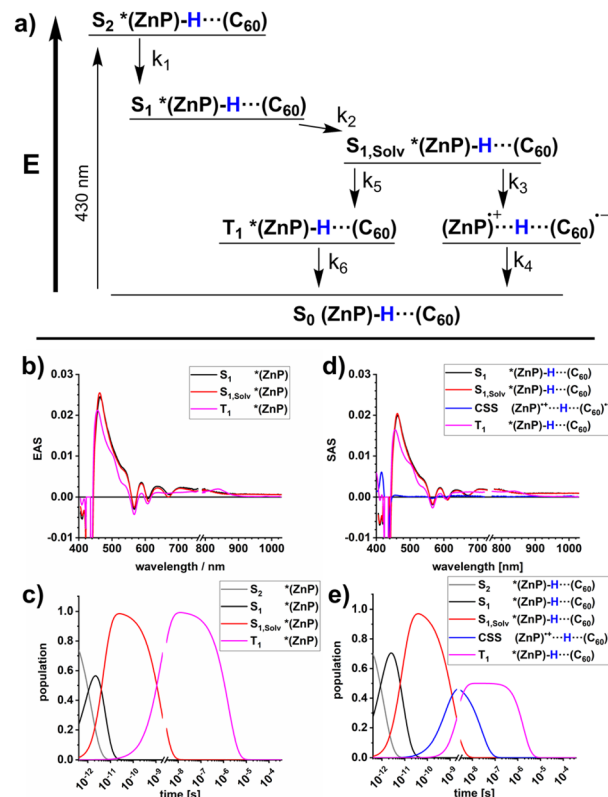 a)
S2 *(ZnP)-H···(C60)
k1
S1 *(ZnP)-H···(C60)
k2
S1,Solv *(ZnP)-H···(C60)
E
430 nm
k5
k3
T1 *(ZnP)-H···(C60)
(ZnP)•+···H···(C60)•−
k6
k4
S0 (ZnP)-H···(C60)
b)
S1 *(ZnP)
S1,Solv *(ZnP)
T1 *(ZnP)
0.03
0.02
0.01
0.00
-0.01
EAS
400 500 600 700 800 900 1000
wavelength / nm
d)
S1 *(ZnP)-H···(C60)
S1,Solv *(ZnP)-H···(C60)
CSS (ZnP)•+···H···(C60)•-
T1 *(ZnP)-H···(C60)
0.03
0.02
0.01
0.00
-0.01
SAS
400 500 600 700 800 900 1000
wavelength [nm]
c)
S2 *(ZnP)
S1 *(ZnP)
S1,Solv *(ZnP)
T1 *(ZnP)
1.0
0.8
0.6
0.4
0.2
0.0
population
10-12 10-11 10-10 10-9 10-8 10-7 10-6 10-5 10-4
time [s]
e)
S2 *(ZnP)-H···(C60)
S1 *(ZnP)-H···(C60)
S1,Solv *(ZnP)-H···(C60)
CSS (ZnP)•+···H···(C60)
T1 *(ZnP)-H···(C60)
1.0
0.8
0.6
0.4
0.2
0.0
population
10-12 10-11 10-10 10-9 10-8 10-7 10-6 10-5 10-4
time [s]